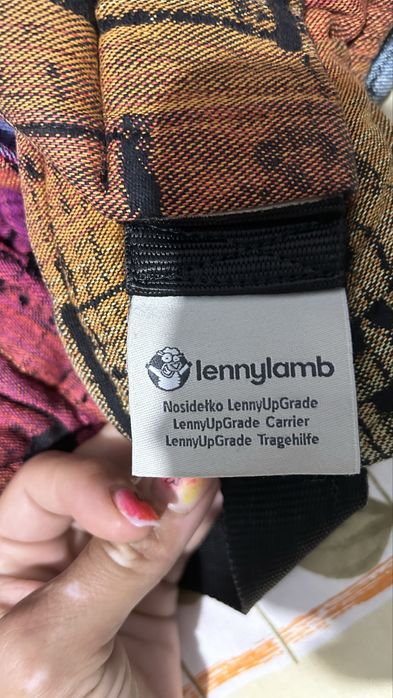 lennylamb
Nosidełko LennyUpGrade
LennyUpGrade Carrier
LennyUpGrade Tragehilfe